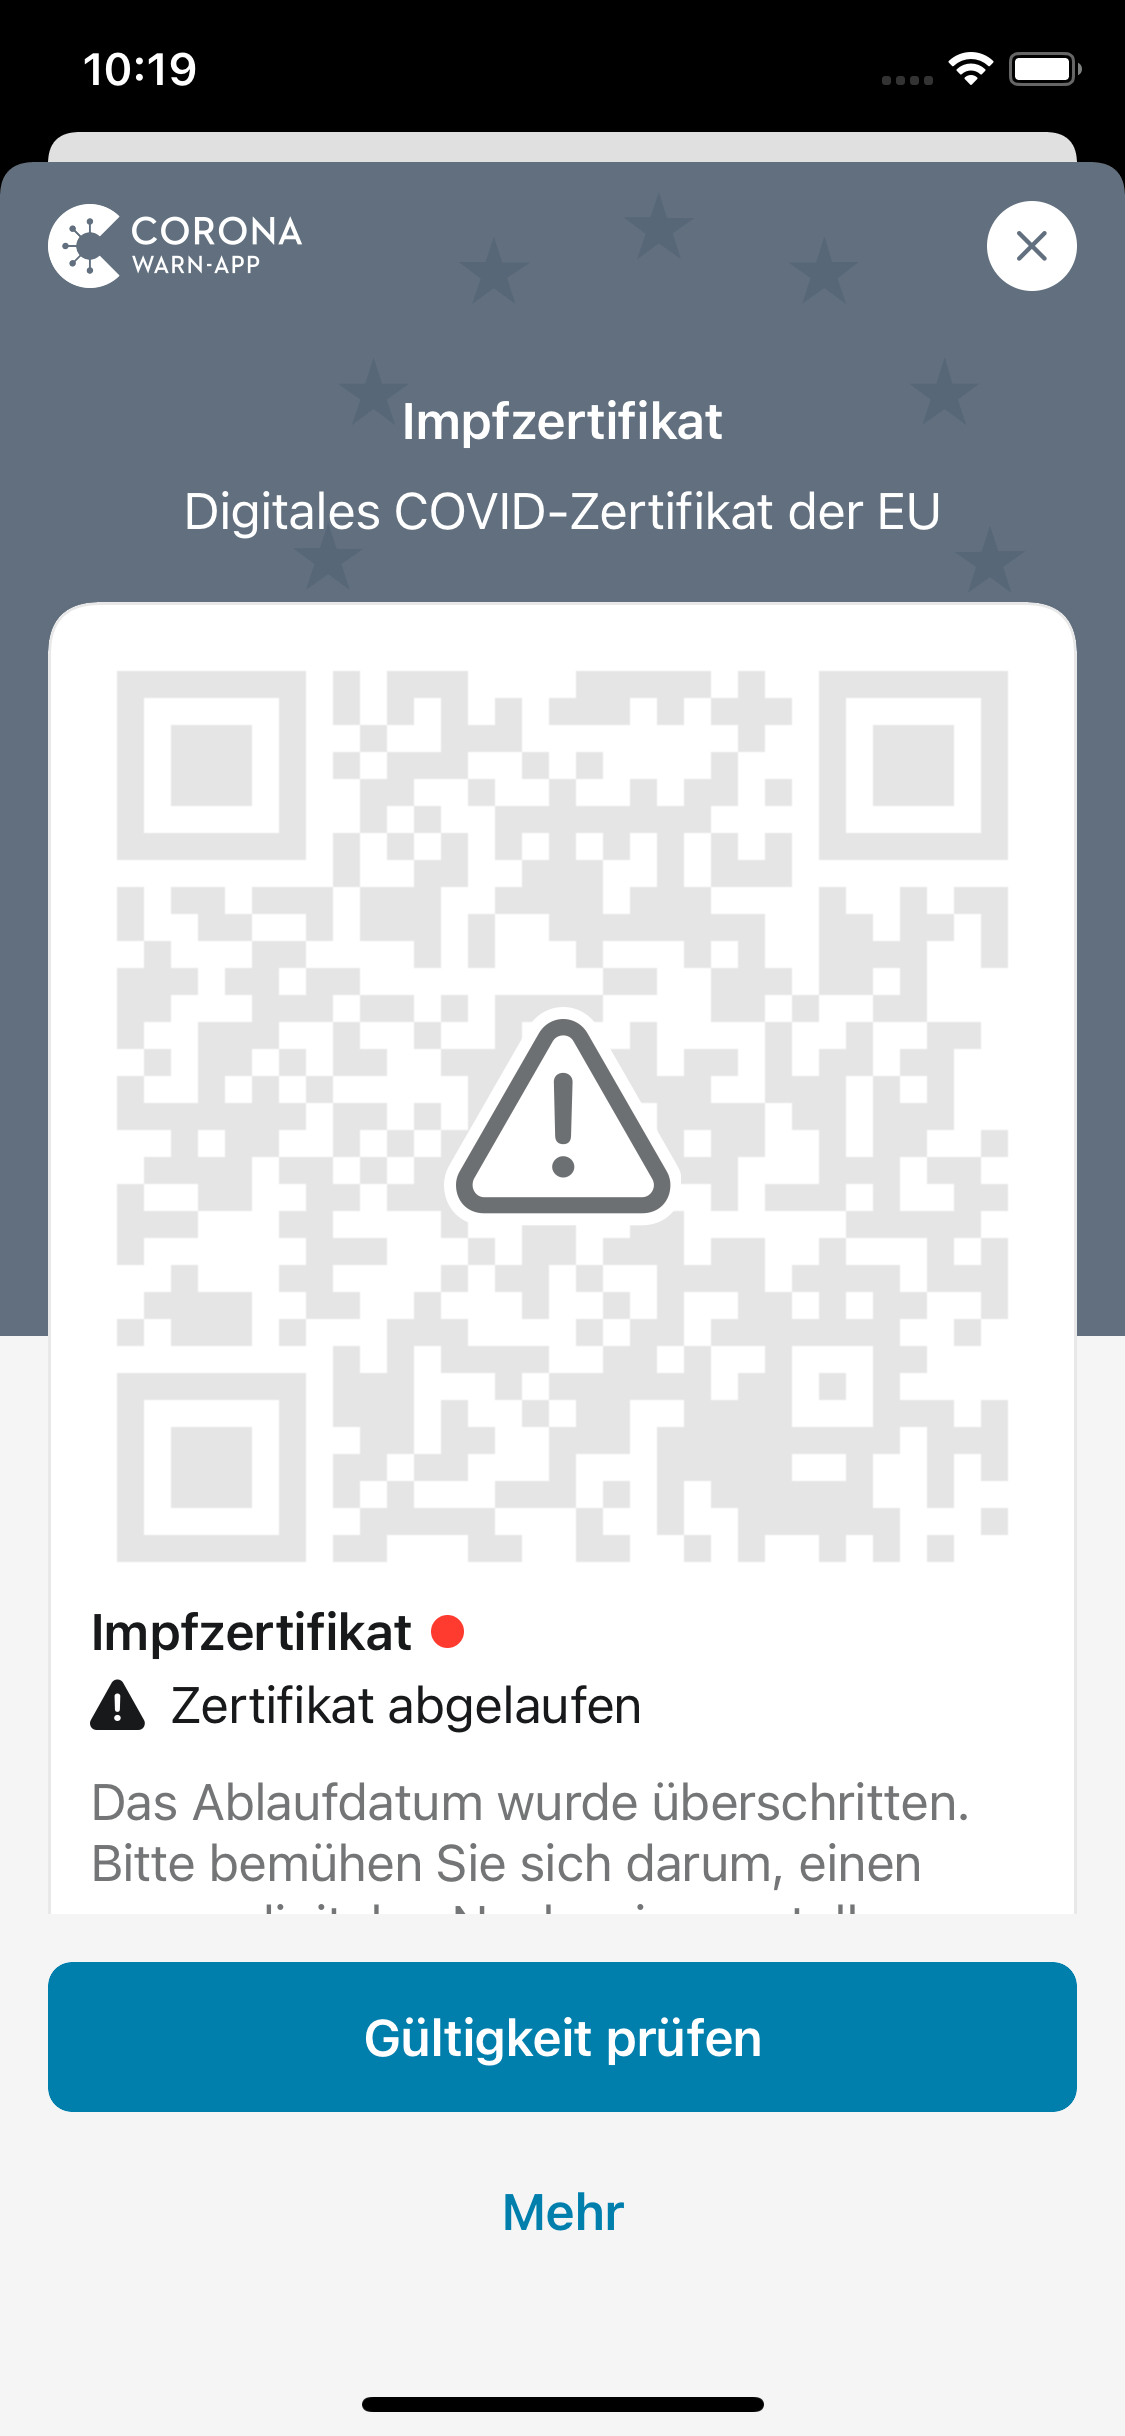 10:19
CORONA
WARN-APP
Impfzertifikat
Digitales COVID-Zertifikat der EU
Impfzertifikat
Zertifikat abgelaufen
Das Ablaufdatum wurde überschritten.
Bitte bemühen Sie sich darum, einen
Gültigkeit prüfen
Mehr